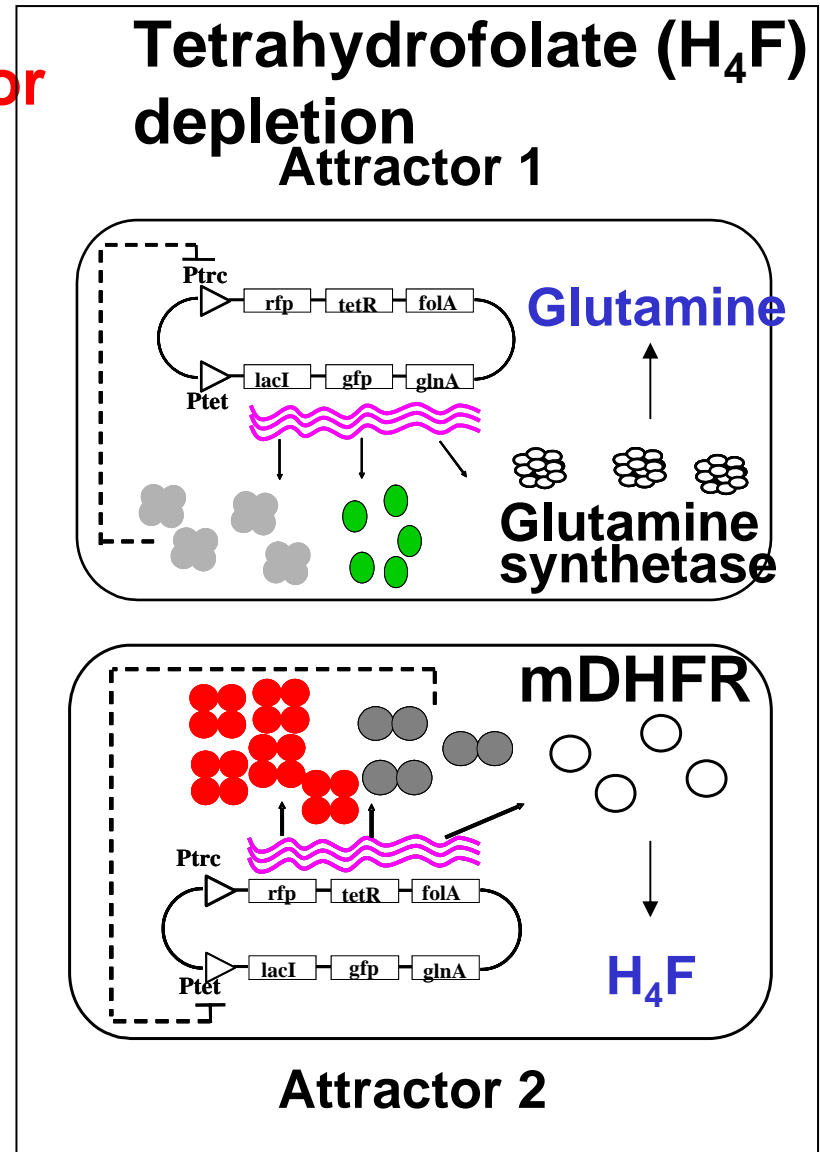 Tetrahydrofolate (H₄F)
or
depletion
Attractor 1
Ptrc
rfp tetR folA
Glutamine
lacI gfp glnA
Ptet
Glutamine
synthetase
mDHFR
Ptrc
rfp tetR folA
lacI gfp glnA
Ptet
H₄F
Attractor 2